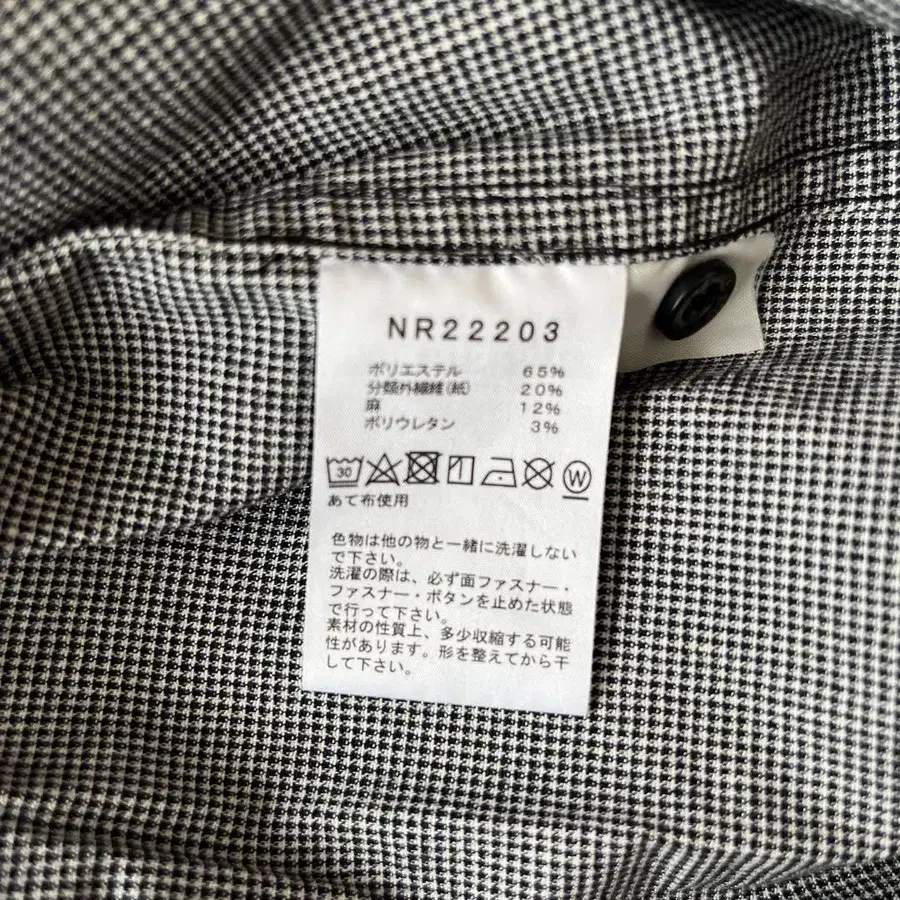 NR22203
ポリエステル 65%
分類外繊維(紙) 20%
麻 12%
ポリウレタン 3%
30
W
あて布使用
色物は他の物と一緒に洗濯しない
で下さい。
洗濯の際は、必ず面ファスナー・
ファスナー・ボタンを止めた状態
で行って下さい。
素材の性質上、多少収縮する可能
性があります。形を整えてから干
して下さい。